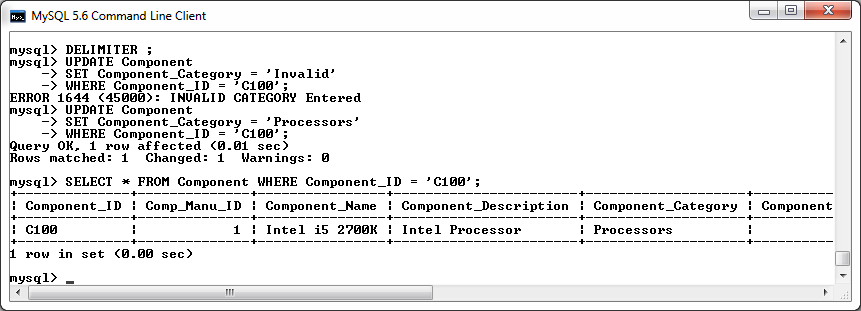 MySQL 5.6 Command Line Client
mysql> DELIMITER ;
mysql> UPDATE Component
    -> SET Component_Category = 'Invalid'
    -> WHERE Component_ID = 'C100';
ERROR 1644 (45000): INVALID CATEGORY Entered
mysql> UPDATE Component
    -> SET Component_Category = 'Processors'
    -> WHERE Component_ID = 'C100';
Query OK, 1 row affected (0.01 sec)
Rows matched: 1  Changed: 1  Warnings: 0
mysql> SELECT * FROM Component WHERE Component_ID = 'C100';
+--------------+--------------+----------------+-----------------------+--------------------+----------
¦ Component_ID ¦ Comp_Manu_ID ¦ Component_Name ¦ Component_Description ¦ Component_Category ¦ Component
+--------------+--------------+----------------+-----------------------+--------------------+----------
¦ C100         ¦            1 ¦ Intel i5 2700K ¦ Intel Processor       ¦ Processors         ¦
+--------------+--------------+----------------+-----------------------+--------------------+----------
1 row in set (0.00 sec)
mysql> _